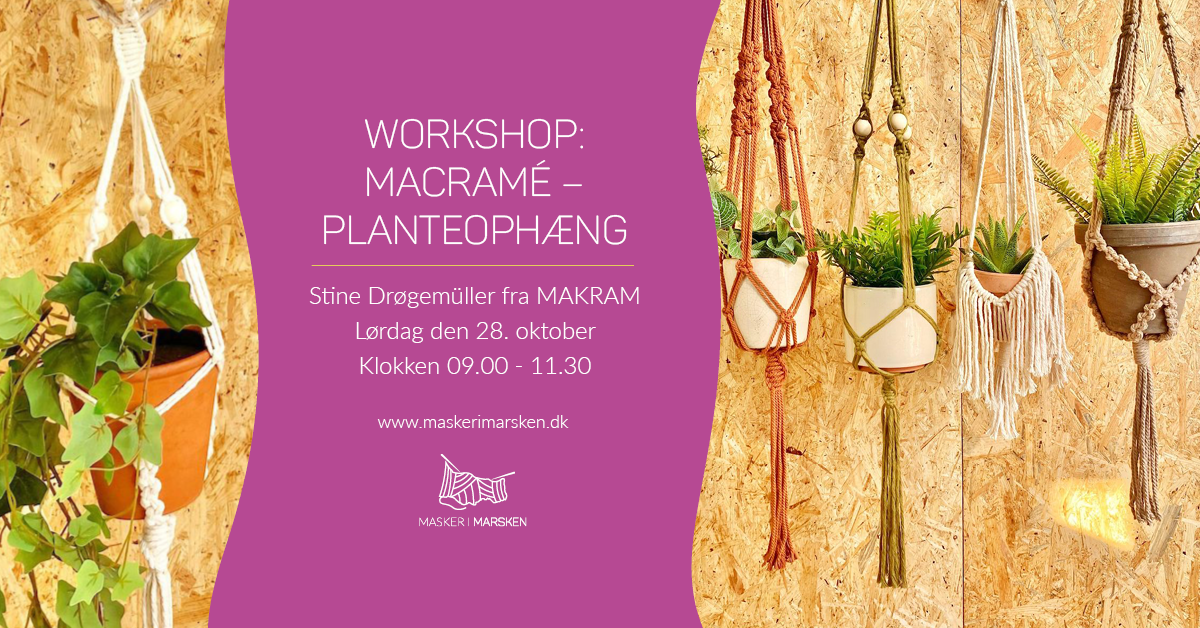 WORKSHOP:
MACRAMÉ –
PLANTEOPHÆNG
Stine Drøgemüller fra MAKRAM
Lørdag den 28. oktober
Klokken 09.00 - 11.30
www.maskerimarsken.dk
MASKER I MARSKEN